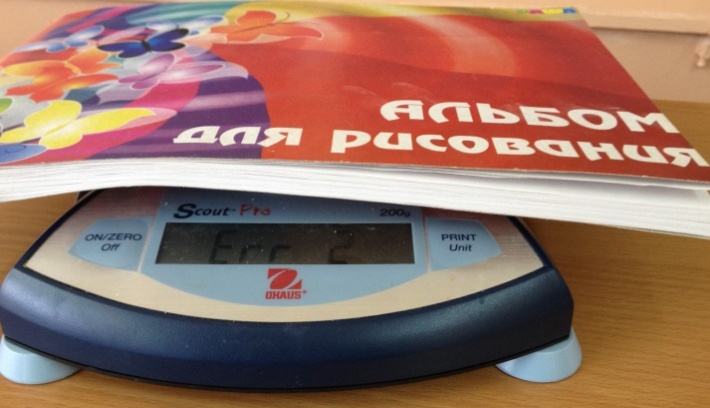 АЛЬБОМ
для рисования
Scout Pro
200g
ON/ZERO
Off
Err 2
PRINT
Unit
OHAUS